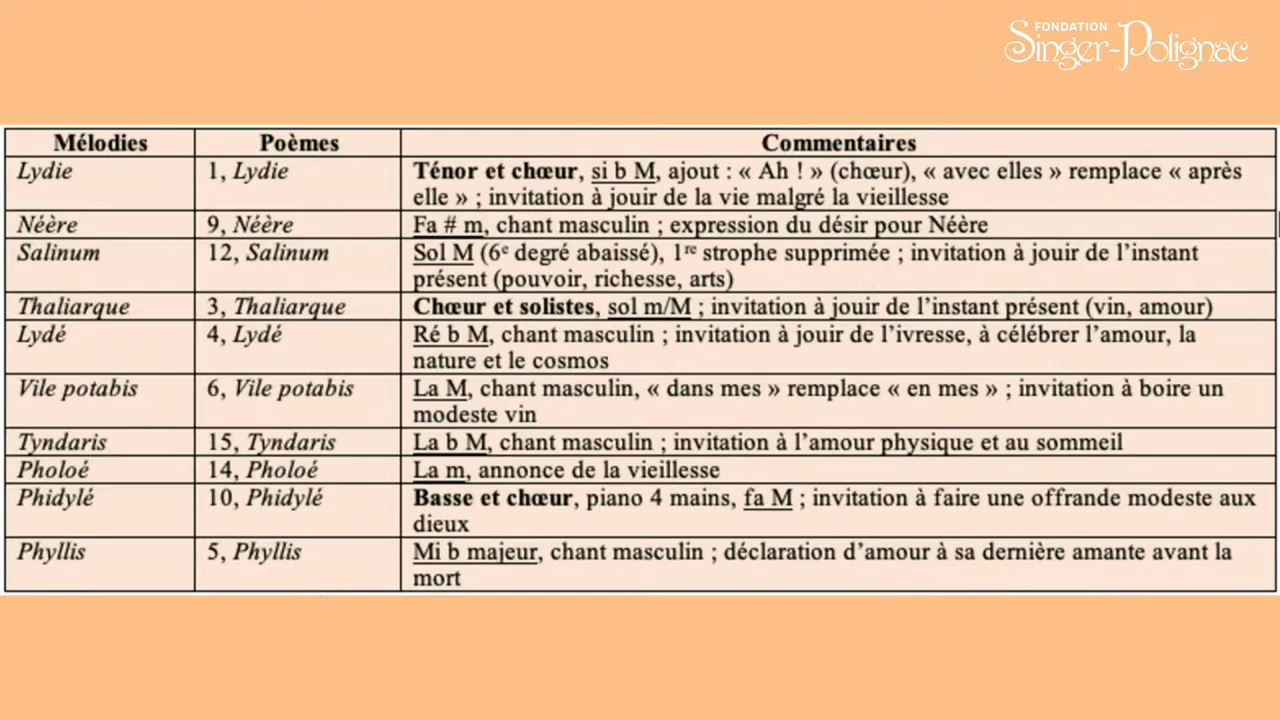 FONDATION
Singer-Polignac
Mélodies Poèmes Commentaires
Lydie 1, Lydie Ténor et chœur, si b M, ajout : « Ah ! » (chœur), « avec elles » remplace « après
elle » ; invitation à jouir de la vie malgré la vieillesse
Néère 9, Néère Fa # m, chant masculin ; expression du désir pour Néère
Salinum 12, Salinum Sol M (6e degré abaissé), 1re strophe supprimée ; invitation à jouir de l’instant
présent (pouvoir, richesse, arts)
Thaliarque 3, Thaliarque Chœur et solistes, sol m/M ; invitation à jouir de l’instant présent (vin, amour)
Lydé 4, Lydé Ré b M, chant masculin ; invitation à jouir de l’ivresse, à célébrer l’amour, la
nature et le cosmos
Vile potabis 6, Vile potabis La M, chant masculin, « dans mes » remplace « en mes » ; invitation à boire un
modeste vin
Tyndaris 15, Tyndaris La b M, chant masculin ; invitation à l’amour physique et au sommeil
Pholoé 14, Pholoé La m, annonce de la vieillesse
Phidylé 10, Phidylé Basse et chœur, piano 4 mains, fa M ; invitation à faire une offrande modeste aux
dieux
Phyllis 5, Phyllis Mi b majeur, chant masculin ; déclaration d’amour à sa dernière amante avant la
mort